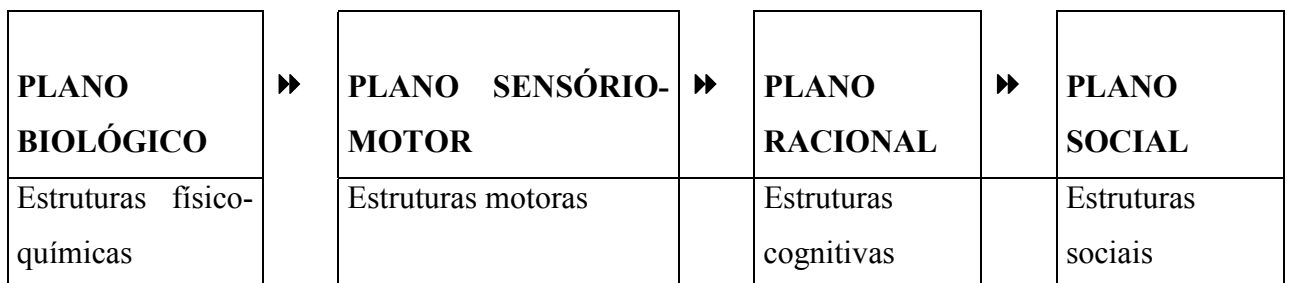 PLANO
BIOLÓGICO
PLANO SENSÓRIO-
MOTOR
PLANO
RACIONAL
PLANO
SOCIAL
Estruturas físico-
químicas
Estruturas motoras
Estruturas
cognitivas
Estruturas
sociais